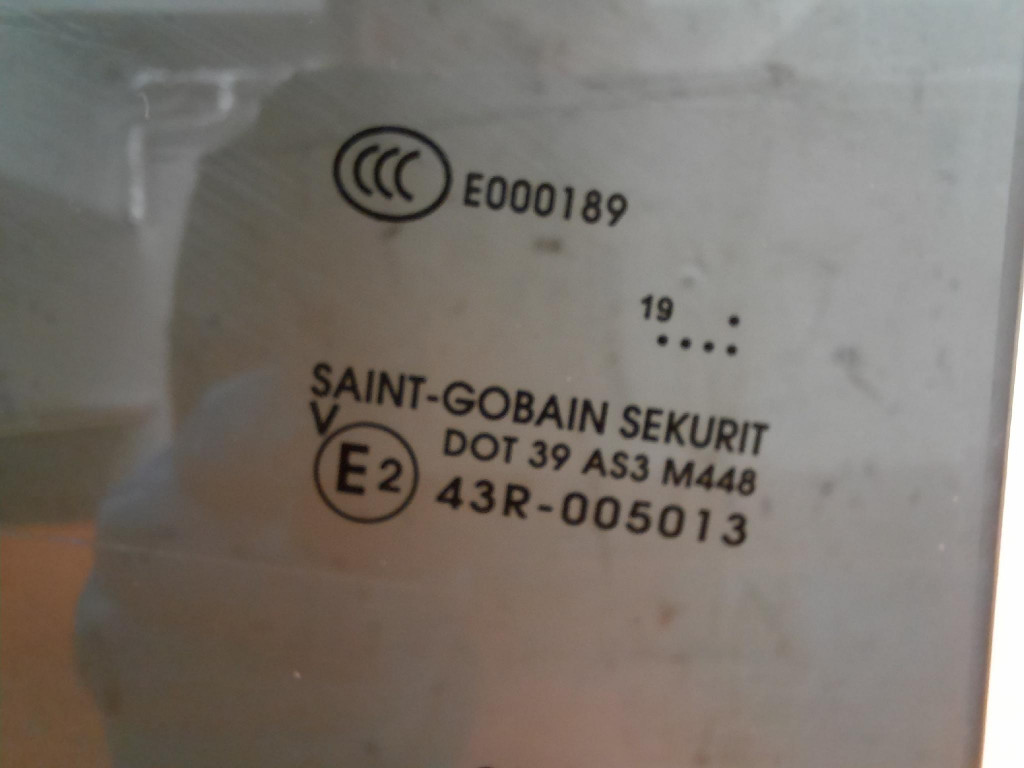 CCC E000189
19 .
....
SAINT-GOBAIN SEKURIT
V DOT 39 AS3 M448
E2 43R-005013